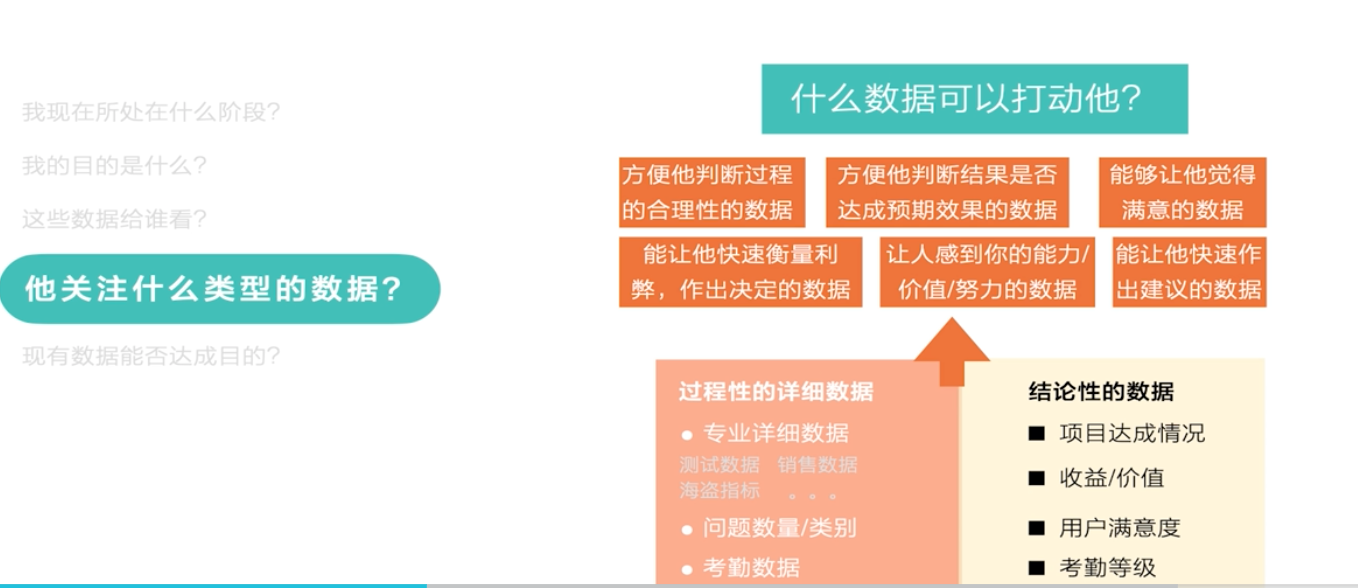 我现在所处在什么阶段?
我的目的是什么?
这些数据给谁看?
他关注什么类型的数据?
现有数据能否达成目的?
什么数据可以打动他?
方便他判断过程
的合理性的数据
方便他判断结果是否
达成预期效果的数据
能够让他觉得
满意的数据
能让他快速衡量利
弊，作出决定的数据
让人感到你的能力/
价值/努力的数据
能让他快速作
出建议的数据
过程性的详细数据
● 专业详细数据
测试数据 销售数据
海盗指标 。。。
● 问题数量/类别
● 考勤数据
结论性的数据
■ 项目达成情况
■ 收益/价值
■ 用户满意度
■ 考勤等级